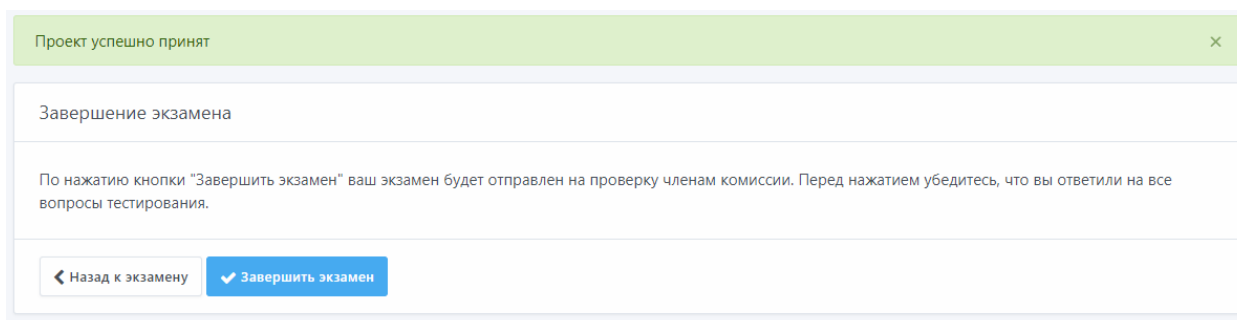 Проект успешно принят
Завершение экзамена
По нажатию кнопки "Завершить экзамен" ваш экзамен будет отправлен на проверку членам комиссии. Перед нажатием убедитесь, что вы ответили на все
вопросы тестирования.
Назад к экзамену
Завершить экзамен